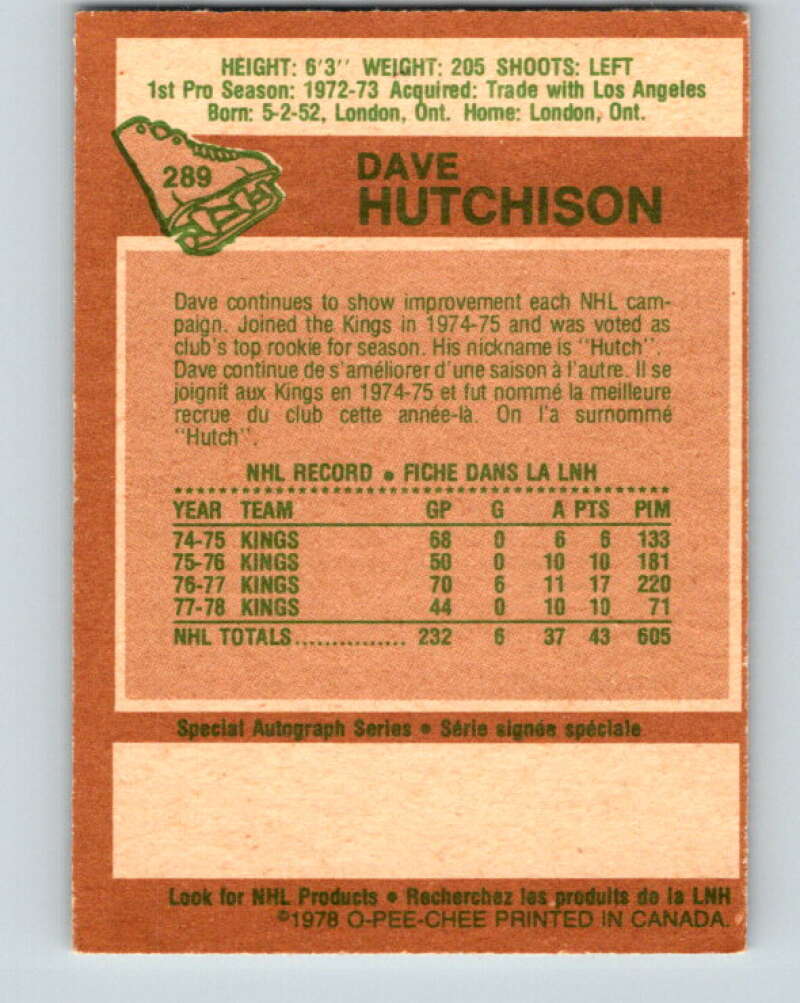 HEIGHT: 6'3'' WEIGHT: 205 SHOOTS: LEFT
1st Pro Season: 1972-73 Acquired: Trade with Los Angeles
Born: 5-2-52, London, Ont. Home: London, Ont.
289
DAVE
HUTCHISON
Dave continues to show improvement each NHL cam-
paign. Joined the Kings in 1974-75 and was voted as
club's top rookie for season. His nickname is ''Hutch''.
Dave continue de s'améliorer d'une saison à l'autre. Il se
joignit aux Kings en 1974-75 et fut nommé la meilleure
recrue du club cette année-là. On l'a surnommé
''Hutch''.
NHL RECORD • FICHE DANS LA LNH
YEAR TEAM GP G A PTS PIM
74-75 KINGS 68 0 6 6 133
75-76 KINGS 50 0 10 10 181
76-77 KINGS 70 6 11 17 220
77-78 KINGS 44 0 10 10 71
NHL TOTALS............... 232 6 37 43 605
Special Autograph Series • Série signée spéciale
Look for NHL Products • Recherchez les produits de la LNH
©1978 O-PEE-CHEE PRINTED IN CANADA.